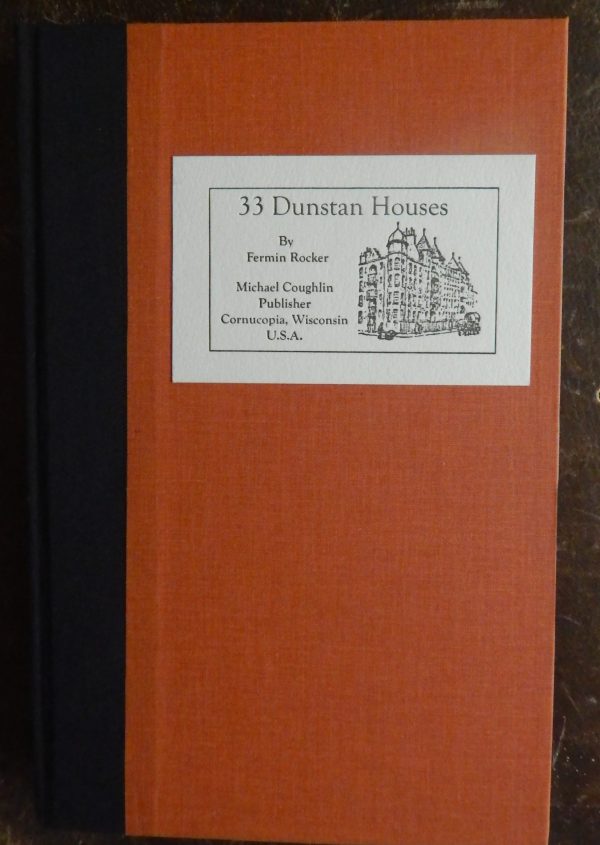 33 Dunstan Houses
By
Fermin Rocker
Michael Coughlin
Publisher
Cornucopia, Wisconsin
U.S.A.